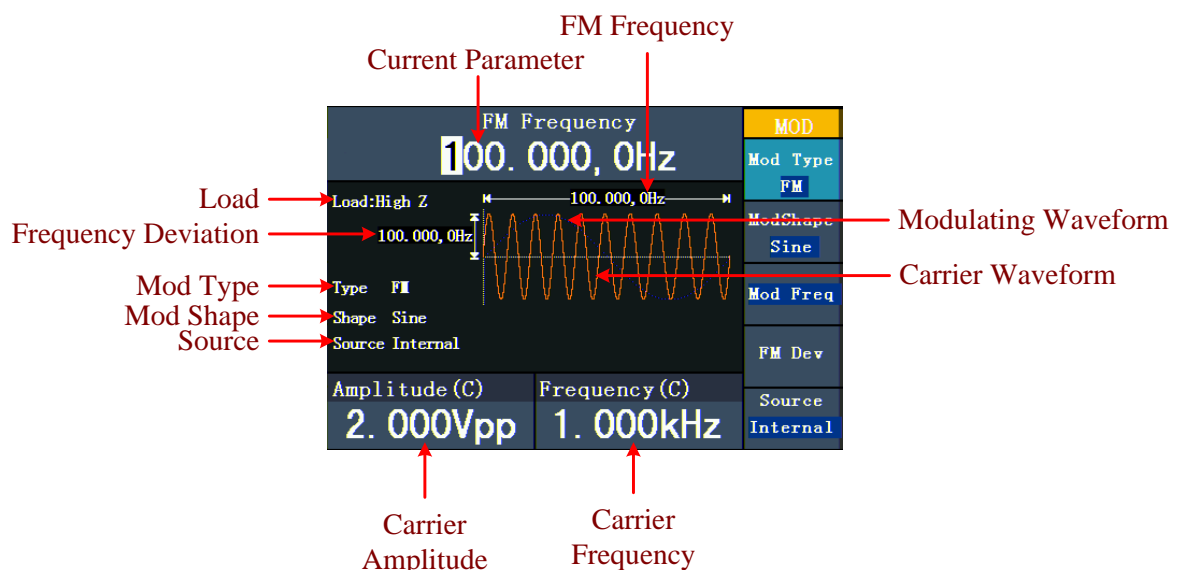 FM Frequency
Current Parameter
FM Frequency
100.000,0Hz
MOD
Mod Type
FM
Load
Load:High Z
100.000,0Hz
ModShape
Sine
Modulating Waveform
Frequency Deviation
100.000,0Hz
Carrier Waveform
Mod Type
Type FM
Mod Freq
Mod Shape
Shape Sine
Source
Source Internal
FM Dev
Amplitude(C)
Frequency(C)
Source
Internal
2.000Vpp
1.000kHz
Carrier
Amplitude
Carrier
Frequency